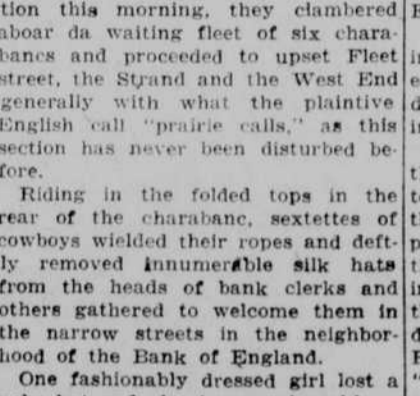 tion this morning, they clambered
aboar da waiting fleet of six chara-
bancs and proceeded to upset Fleet
street, the Strand and the West End
generally with what the plaintive
English call "prairie calls," as this
section has never been disturbed be-
fore.
Riding in the folded tops in the
rear of the charabanc, sextettes of
cowboys wielded their ropes and deft-
ly removed innumerable silk hats
from the heads of bank clerks and
others gathered to welcome them in
the narrow streets in the neighbor-
hood of the Bank of England.
One fashionably dressed girl lost a